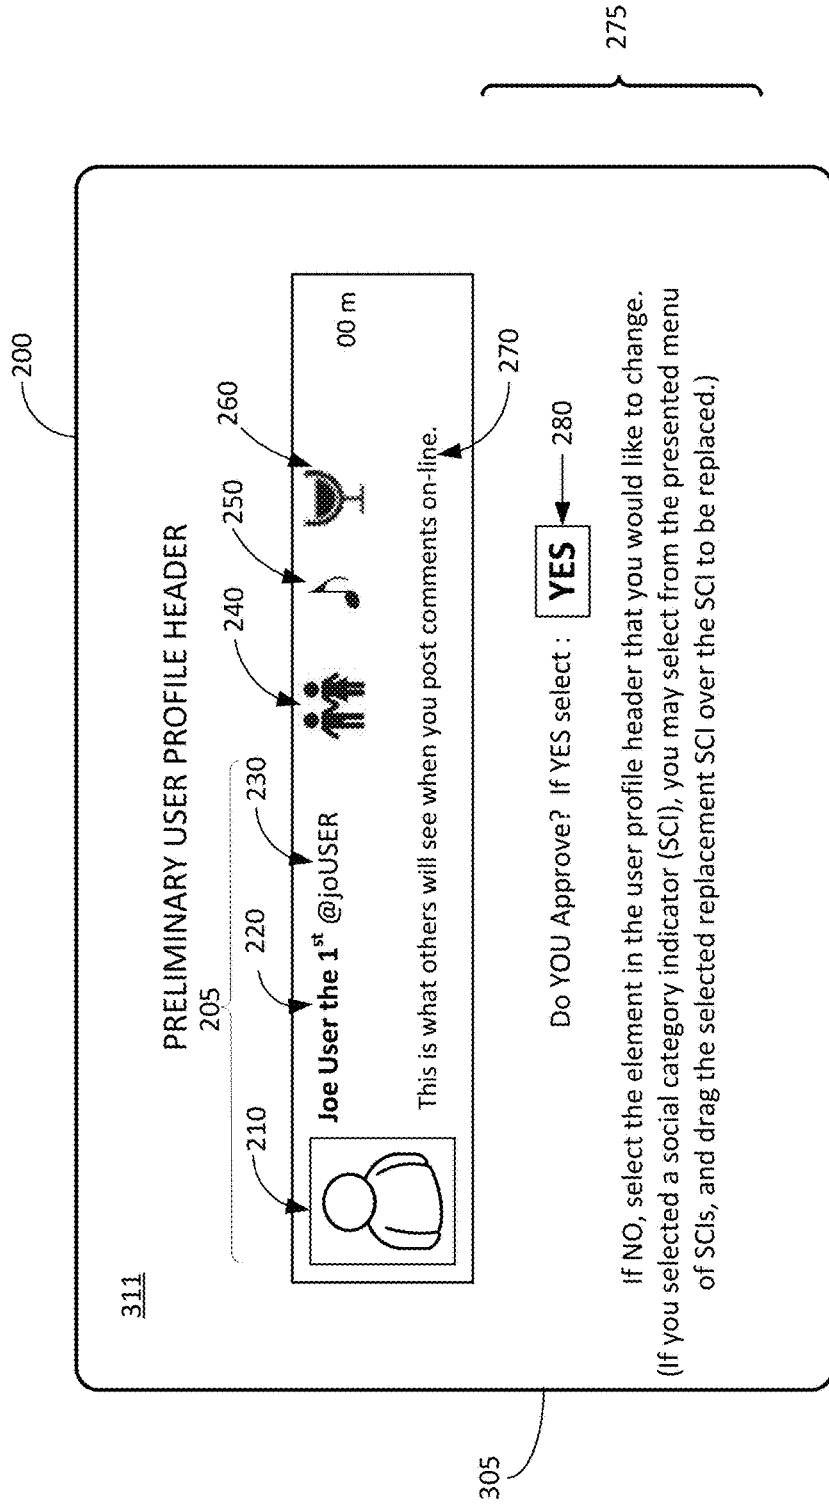 200
311
PRELIMINARY USER PROFILE HEADER
205
210
220
230
240
250
260
Joe User the 1st @joUSER
00 m
This is what others will see when you post comments on-line.
270
Do YOU Approve? If YES select : YES
280
If NO, select the element in the user profile header that you would like to change.
(If you selected a social category indicator (SCI), you may select from the presented menu
of SCIs, and drag the selected replacement SCI over the SCI to be replaced.)
275
305